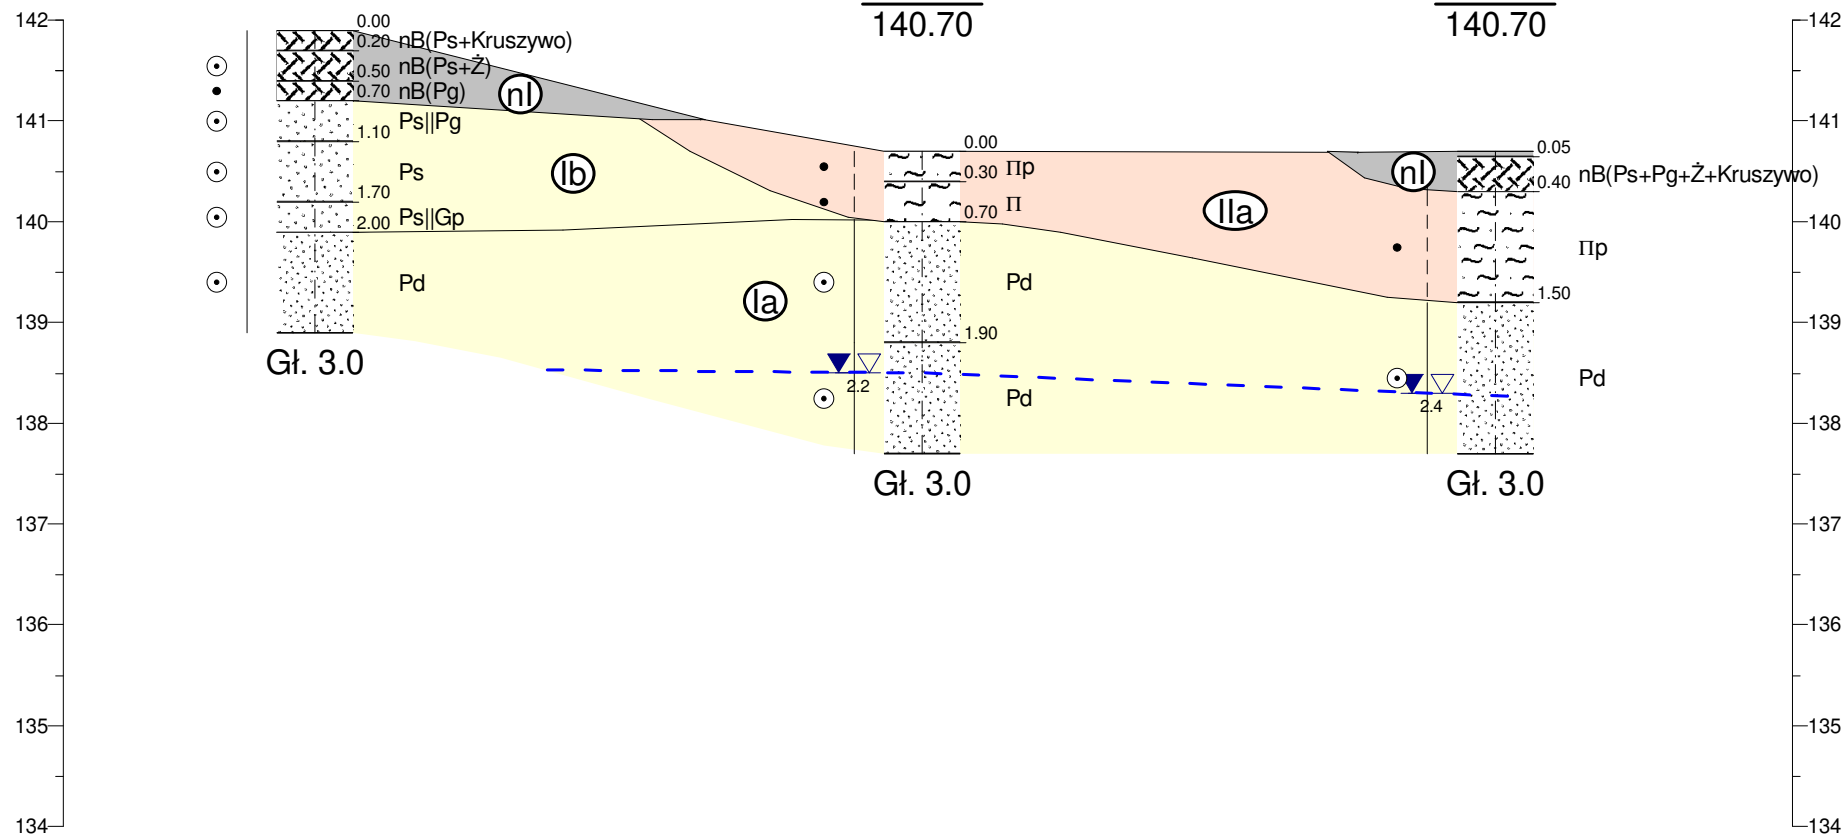 140.70
140.70
142
141
140
139
138
137
136
135
134
0.00
0.20
nB(Ps+Kruszywo)
0.50
nB(Ps+Ż)
0.70
nB(Pg)
Ps||Pg
1.10
Ps
1.70
Ps||Gp
2.00
Pd
Gł. 3.0
nI
Ib
Ia
0.00
Πp
0.30
Π
0.70
Pd
1.90
2.2
Pd
Gł. 3.0
IIa
nI
0.05
nB(Ps+Pg+Ż+Kruszywo)
0.40
Πp
1.50
Pd
2.4
Gł. 3.0
142
141
140
139
138
137
136
135
134